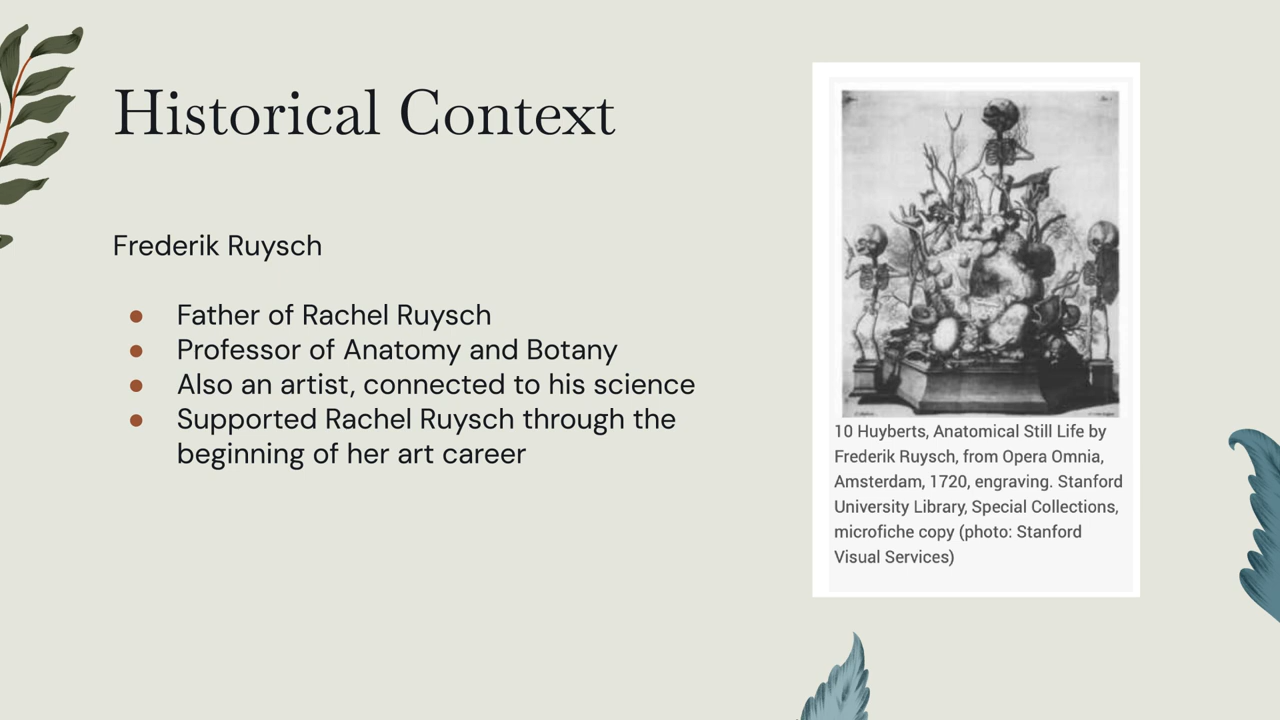 Historical Context
Frederik Ruysch
● Father of Rachel Ruysch
● Professor of Anatomy and Botany
● Also an artist, connected to his science
● Supported Rachel Ruysch through the
beginning of her art career
10 Huyberts, Anatomical Still Life by
Frederik Ruysch, from Opera Omnia,
Amsterdam, 1720, engraving. Stanford
University Library, Special Collections,
microfiche copy (photo: Stanford
Visual Services)